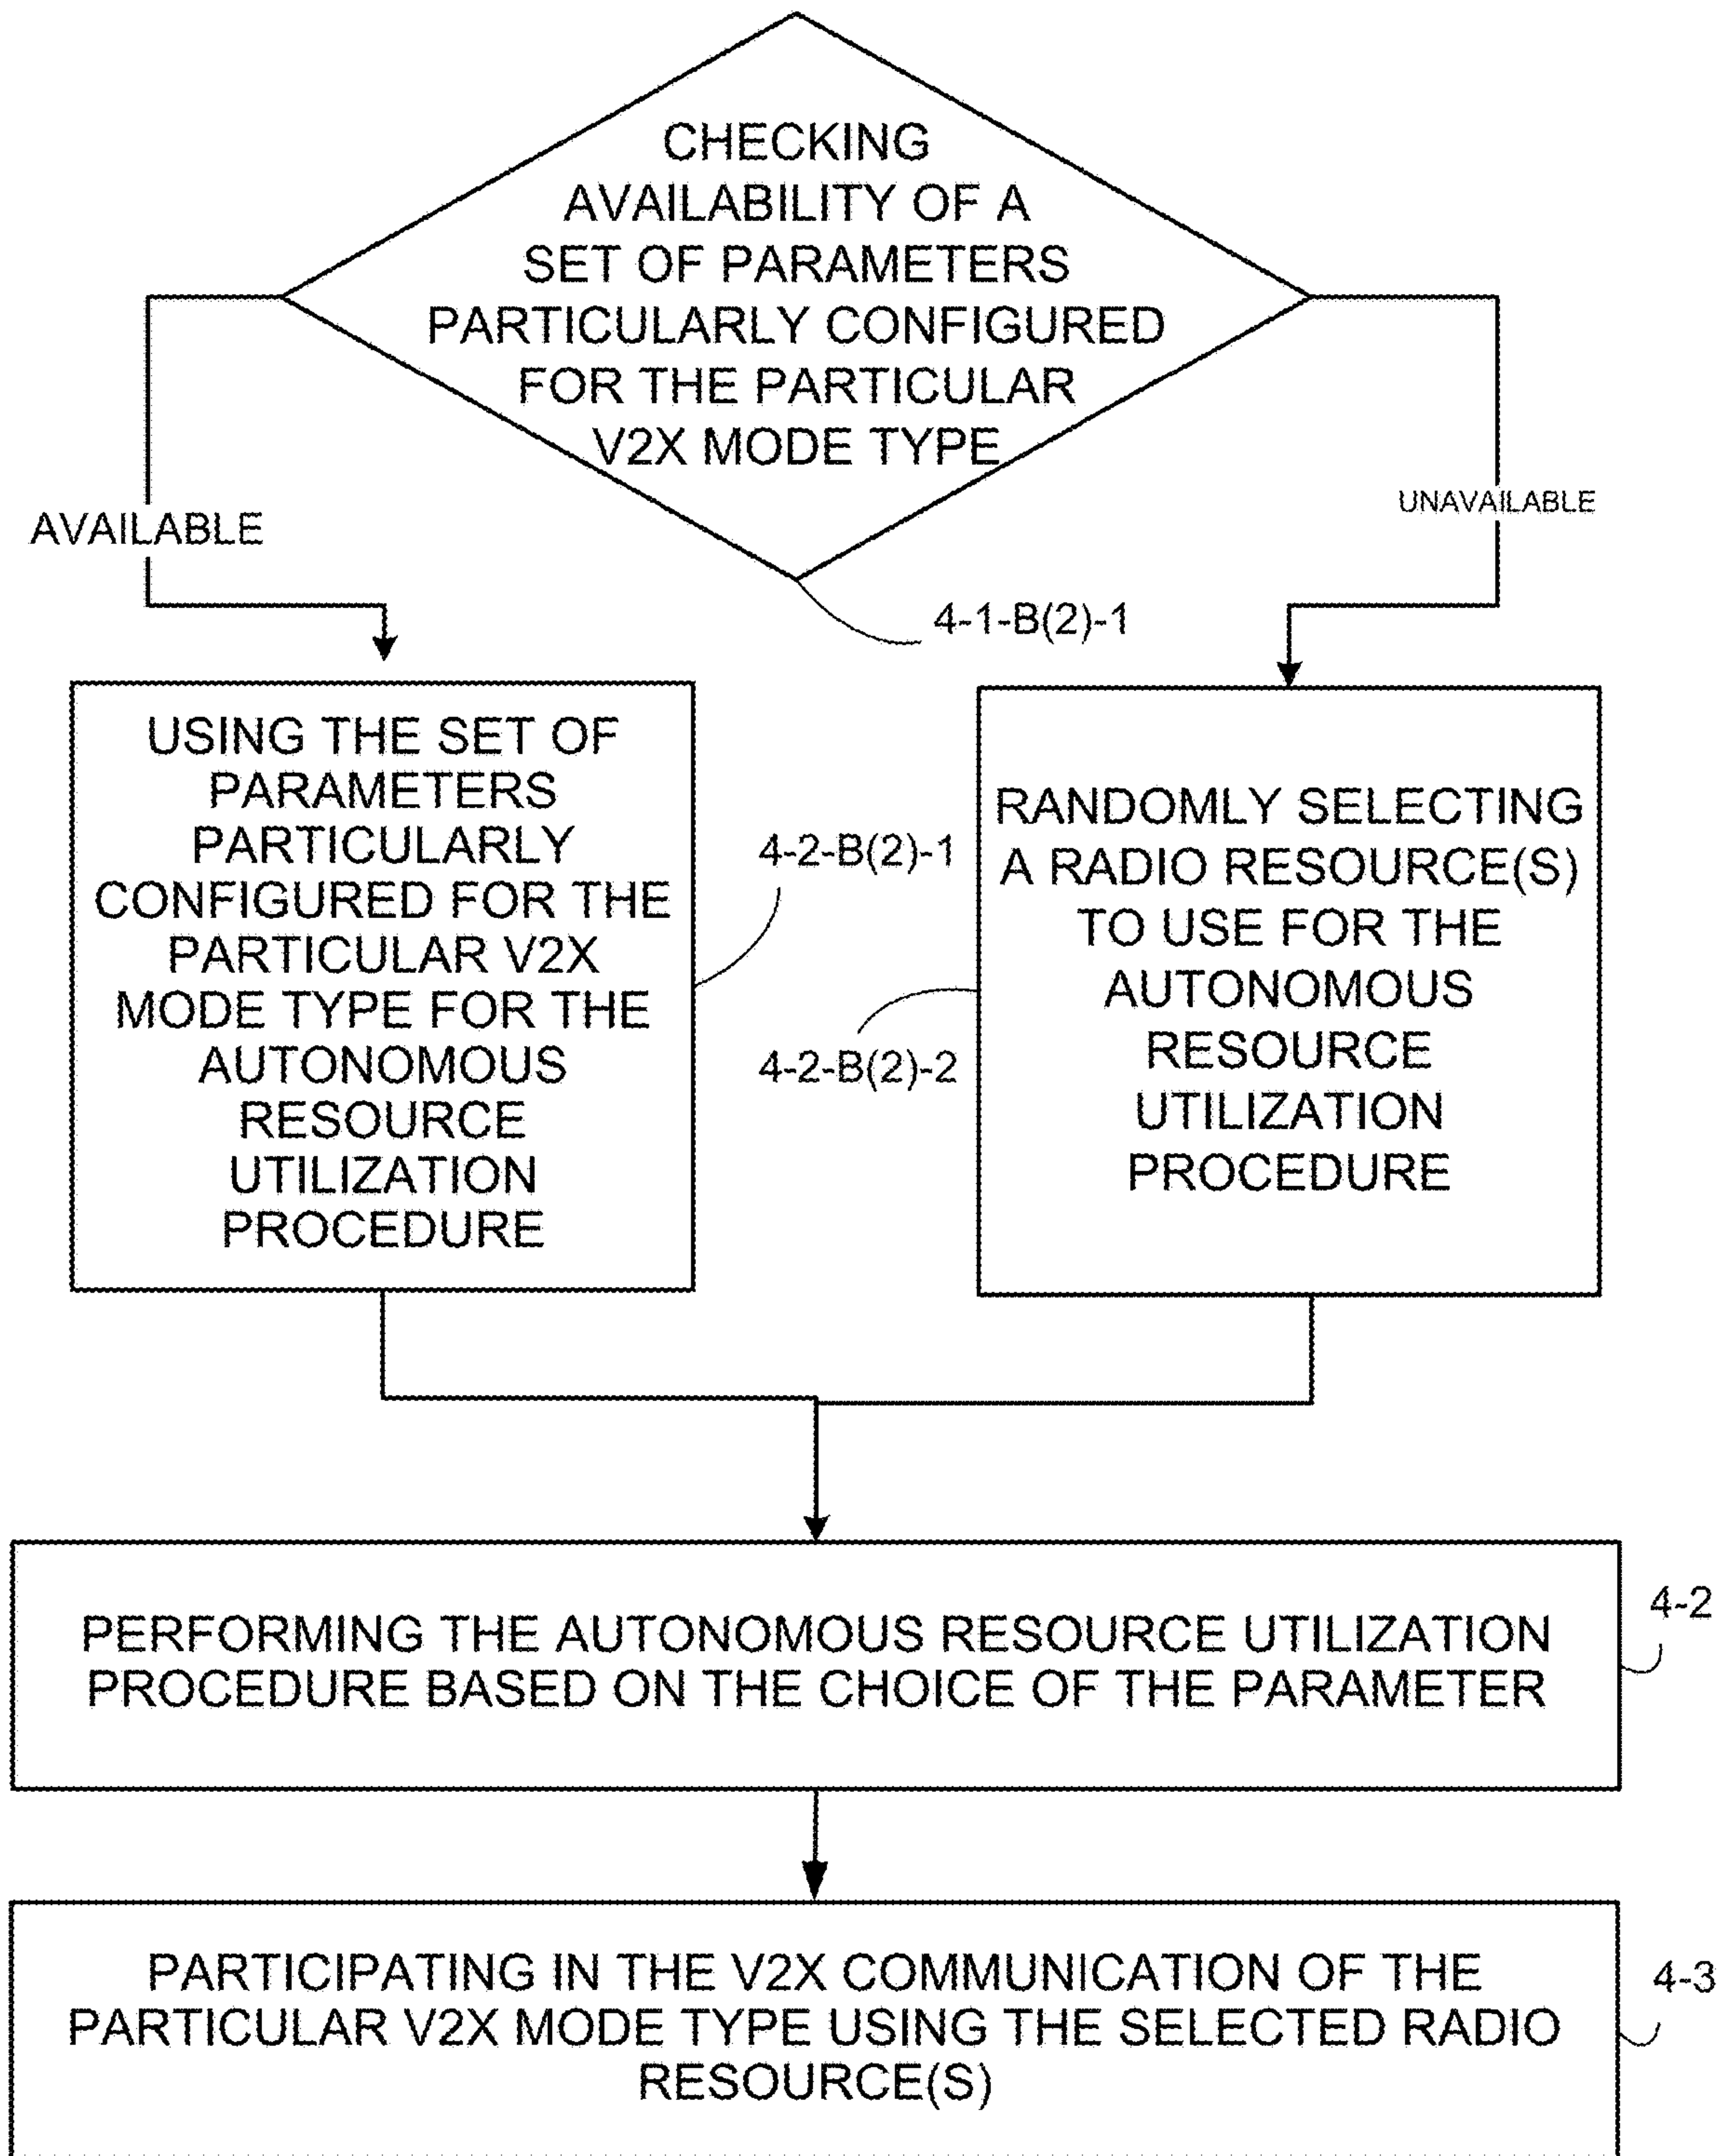 CHECKING
AVAILABILITY OF A
SET OF PARAMETERS
PARTICULARLY CONFIGURED
FOR THE PARTICULAR
V2X MODE TYPE
AVAILABLE
UNAVAILABLE
4-1-B(2)-1
USING THE SET OF
PARAMETERS
PARTICULARLY
CONFIGURED FOR THE
PARTICULAR V2X
MODE TYPE FOR THE
AUTONOMOUS
RESOURCE
UTILIZATION
PROCEDURE
4-2-B(2)-1
4-2-B(2)-2
RANDOMLY SELECTING
A RADIO RESOURCE(S)
TO USE FOR THE
AUTONOMOUS
RESOURCE
UTILIZATION
PROCEDURE
PERFORMING THE AUTONOMOUS RESOURCE UTILIZATION
PROCEDURE BASED ON THE CHOICE OF THE PARAMETER
4-2
PARTICIPATING IN THE V2X COMMUNICATION OF THE
PARTICULAR V2X MODE TYPE USING THE SELECTED RADIO
RESOURCE(S)
4-3